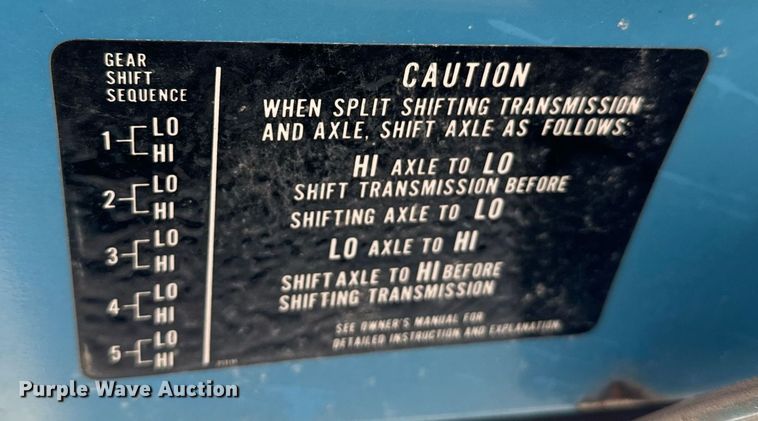 GEAR
SHIFT
SEQUENCE
1 LO
HI
2 LO
HI
3 LO
HI
4 LO
HI
5 LO
HI
CAUTION
WHEN SPLIT SHIFTING TRANSMISSION
AND AXLE, SHIFT AXLE AS FOLLOWS:
HI AXLE TO LO
SHIFT TRANSMISSION BEFORE
SHIFTING AXLE TO LO
LO AXLE TO HI
SHIFT AXLE TO HI BEFORE
SHIFTING TRANSMISSION
SEE OWNER'S MANUAL FOR
DETAILED INSTRUCTION AND EXPLANATION
Purple Wave Auction